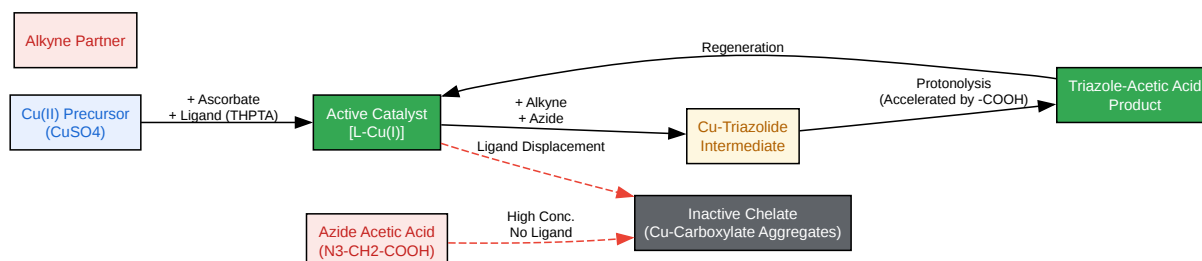 Alkyne Partner
Cu(II) Precursor
(CuSO4)
+ Ascorbate
+ Ligand (THPTA)
Active Catalyst
[L-Cu(I)]
Regeneration
+ Alkyne
+ Azide
Ligand Displacement
Cu-Triazolide
Intermediate
Protonolysis
(Accelerated by -COOH)
Triazole-Acetic Acid
Product
Azide Acetic Acid
(N3-CH2-COOH)
High Conc.
No Ligand
Inactive Chelate
(Cu-Carboxylate Aggregates)